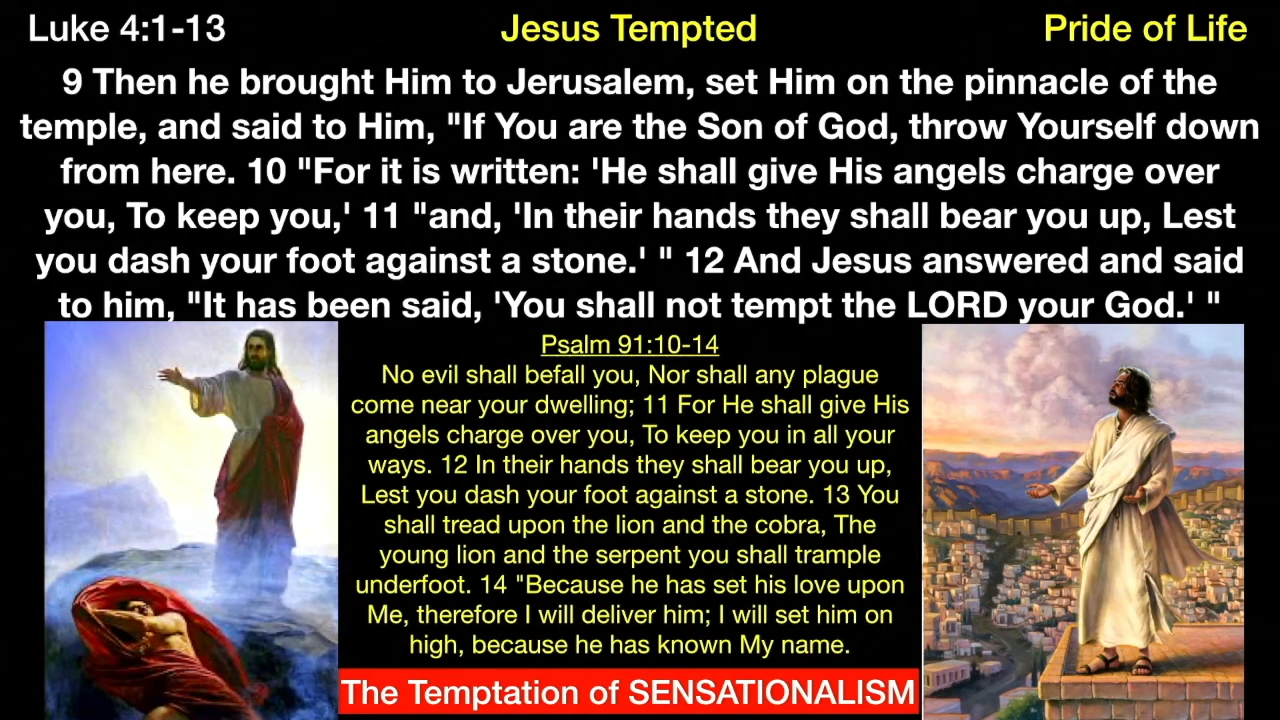 Luke 4:1-13 Jesus Tempted Pride of Life
9 Then he brought Him to Jerusalem, set Him on the pinnacle of the
temple, and said to Him, "If You are the Son of God, throw Yourself down
from here. 10 "For it is written: 'He shall give His angels charge over
you, To keep you,' 11 "and, 'In their hands they shall bear you up, Lest
you dash your foot against a stone.' " 12 And Jesus answered and said
to him, "It has been said, 'You shall not tempt the LORD your God.' "
Psalm 91:10-14
No evil shall befall you, Nor shall any plague
come near your dwelling; 11 For He shall give His
angels charge over you, To keep you in all your
ways. 12 In their hands they shall bear you up,
Lest you dash your foot against a stone. 13 You
shall tread upon the lion and the cobra, The
young lion and the serpent you shall trample
underfoot. 14 "Because he has set his love upon
Me, therefore I will deliver him; I will set him on
high, because he has known My name.
The Temptation of SENSATIONALISM